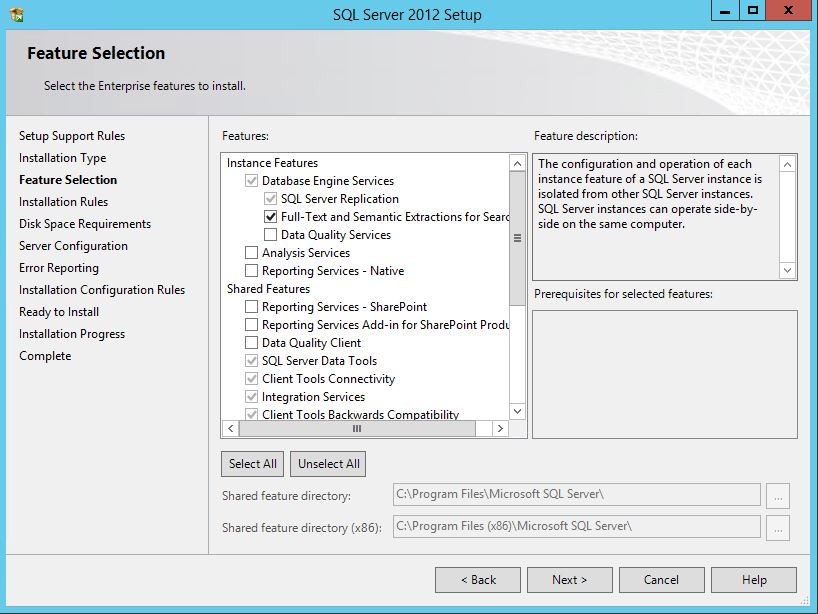 SQL Server 2012 Setup
Feature Selection
Select the Enterprise features to install.
Setup Support Rules
Installation Type
Feature Selection
Installation Rules
Disk Space Requirements
Server Configuration
Error Reporting
Installation Configuration Rules
Ready to Install
Installation Progress
Complete
Features:
Instance Features
Database Engine Services
SQL Server Replication
Full-Text and Semantic Extractions for Searc
Data Quality Services
Analysis Services
Reporting Services - Native
Shared Features
Reporting Services - SharePoint
Reporting Services Add-in for SharePoint Produ
Data Quality Client
SQL Server Data Tools
Client Tools Connectivity
Integration Services
Client Tools Backwards Compatibility
Feature description:
The configuration and operation of each
instance feature of a SQL Server instance is
isolated from other SQL Server instances.
SQL Server instances can operate side-by-
side on the same computer.
Prerequisites for selected features:
Select All
Unselect All
Shared feature directory:
C:\Program Files\Microsoft SQL Server\
...
Shared feature directory (x86):
C:\Program Files (x86)\Microsoft SQL Server\
...
< Back
Next >
Cancel
Help